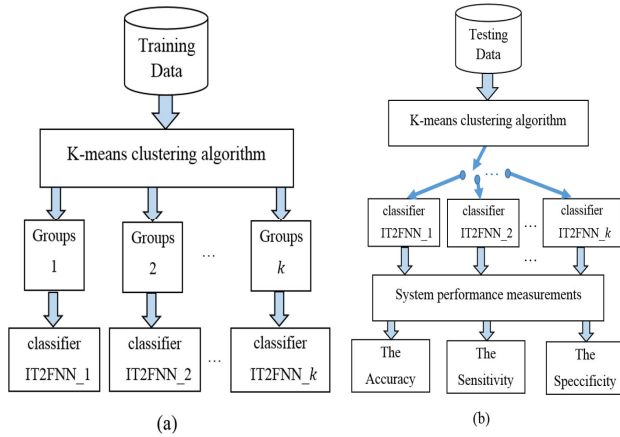 Training
Data
K-means clustering algorithm
Groups
1
Groups
2
...
Groups
k
classifier
IT2FNN_1
classifier
IT2FNN_2
...
classifier
IT2FNN_k
(a)
Testing
Data
K-means clustering algorithm
...
classifier
IT2FNN_1
classifier
IT2FNN_2
...
classifier
IT2FNN_k
...
System performance measurements
The
Accuracy
The
Sensitivity
The
Speccificity
(b)